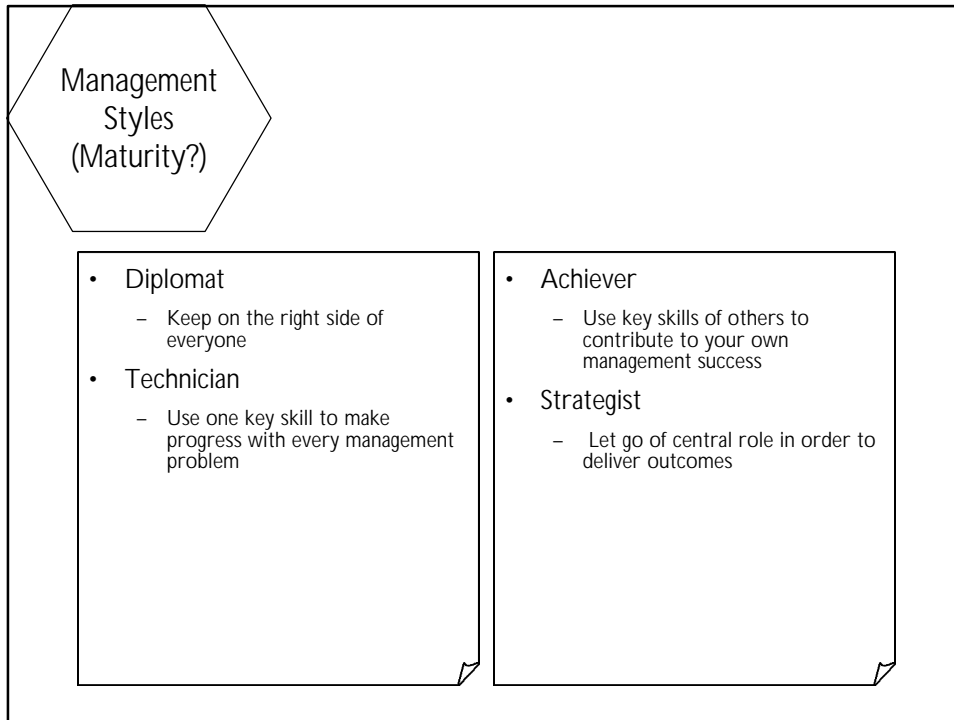 Management
Styles
(Maturity?)
• Diplomat
– Keep on the right side of
everyone
• Technician
– Use one key skill to make
progress with every management
problem
• Achiever
– Use key skills of others to
contribute to your own
management success
• Strategist
– Let go of central role in order to
deliver outcomes